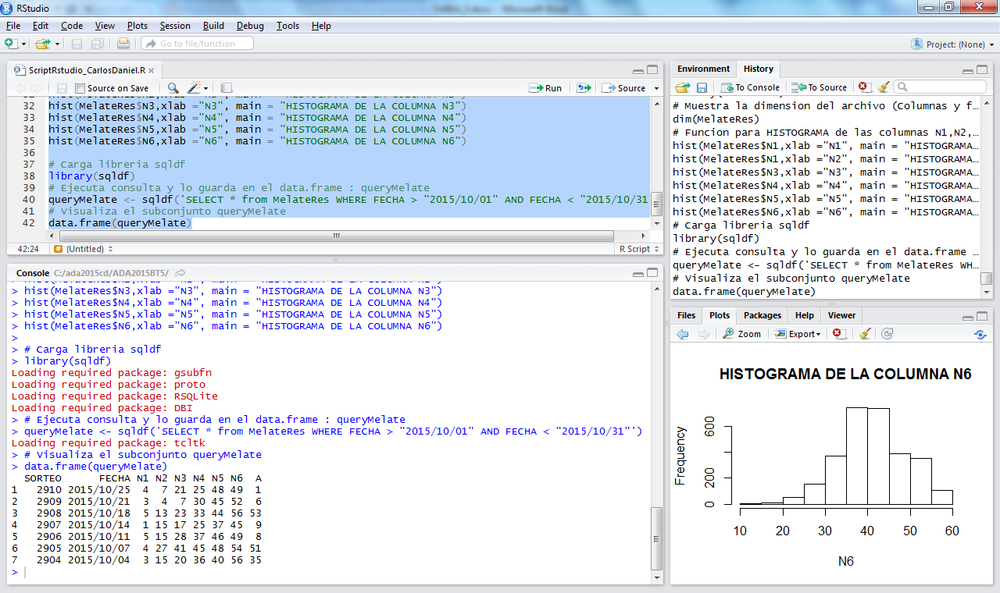 RStudio
File Edit Code View Plots Session Build Debug Tools Help
Go to file/function
Project: (None)
ScriptRstudio_CarlosDaniel.R
Source on Save
Run
Source
32 hist(MelateRes$N3,xlab ="N3", main = "HISTOGRAMA DE LA COLUMNA N3")
33 hist(MelateRes$N4,xlab ="N4", main = "HISTOGRAMA DE LA COLUMNA N4")
34 hist(MelateRes$N5,xlab ="N5", main = "HISTOGRAMA DE LA COLUMNA N5")
35 hist(MelateRes$N6,xlab ="N6", main = "HISTOGRAMA DE LA COLUMNA N6")
36
37 # Carga libreria sqldf
38 library(sqldf)
39 # Ejecuta consulta y lo guarda en el data.frame : queryMelate
40 queryMelate <- sqldf('SELECT * from MelateRes WHERE FECHA > "2015/10/01" AND FECHA < "2015/10/31
41 # Visualiza el subconjunto queryMelate
42 data.frame(queryMelate)
42:24 # (Untitled) R Script
Console C:/ada2015cd/ADA2015BT5/
> hist(MelateRes$N3,xlab ="N3", main = "HISTOGRAMA DE LA COLUMNA N3")
> hist(MelateRes$N4,xlab ="N4", main = "HISTOGRAMA DE LA COLUMNA N4")
> hist(MelateRes$N5,xlab ="N5", main = "HISTOGRAMA DE LA COLUMNA N5")
> hist(MelateRes$N6,xlab ="N6", main = "HISTOGRAMA DE LA COLUMNA N6")
>
> # Carga libreria sqldf
> library(sqldf)
Loading required package: gsubfn
Loading required package: proto
Loading required package: RSQLite
Loading required package: DBI
> # Ejecuta consulta y lo guarda en el data.frame : queryMelate
> queryMelate <- sqldf('SELECT * from MelateRes WHERE FECHA > "2015/10/01" AND FECHA < "2015/10/31"')
Loading required package: tcltk
> # Visualiza el subconjunto queryMelate
> data.frame(queryMelate)
SORTEO FECHA N1 N2 N3 N4 N5 N6 A
1 2910 2015/10/25 4 7 21 25 48 49 1
2 2909 2015/10/21 3 4 7 30 45 52 6
3 2908 2015/10/18 5 13 23 33 44 56 53
4 2907 2015/10/14 1 15 17 25 37 45 9
5 2906 2015/10/11 5 15 28 37 46 49 8
6 2905 2015/10/07 4 27 41 45 48 54 51
7 2904 2015/10/04 3 15 20 36 40 56 35
>
Environment History
To Console To Source
# Muestra la dimension del archivo (Columnas y f...
dim(MelateRes)
# Funcion para HISTOGRAMA de las columnas N1,N2,...
hist(MelateRes$N1,xlab ="N1", main = "HISTOGRAMA...
hist(MelateRes$N1,xlab ="N2", main = "HISTOGRAMA...
hist(MelateRes$N3,xlab ="N3", main = "HISTOGRAMA...
hist(MelateRes$N4,xlab ="N4", main = "HISTOGRAMA...
hist(MelateRes$N5,xlab ="N5", main = "HISTOGRAMA...
hist(MelateRes$N6,xlab ="N6", main = "HISTOGRAMA...
# Carga libreria sqldf
library(sqldf)
# Ejecuta consulta y lo guarda en el data.frame ...
queryMelate <- sqldf('SELECT * from MelateRes WH...
# Visualiza el subconjunto queryMelate
data.frame(queryMelate)
Files Plots Packages Help Viewer
Zoom Export
HISTOGRAMA DE LA COLUMNA N6
Frequency
600
200
0
10 20 30 40 50 60
N6